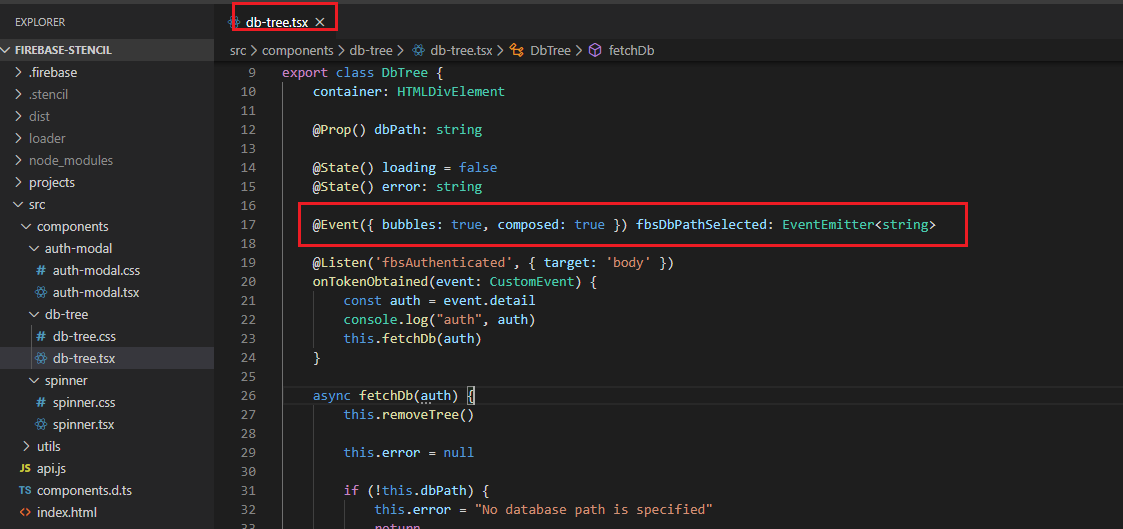 EXPLORER
FIREBASE-STENCIL
.firebase
.stencil
dist
loader
node_modules
projects
src
components
auth-modal
# auth-modal.css
auth-modal.tsx
db-tree
# db-tree.css
db-tree.tsx
spinner
# spinner.css
spinner.tsx
utils
JS api.js
TS components.d.ts
<> index.html
db-tree.tsx ×
src > components > db-tree > db-tree.tsx > DbTree > fetchDb
9 export class DbTree {
10 container: HTMLDivElement
11
12 @Prop() dbPath: string
13
14 @State() loading = false
15 @State() error: string
16
17 @Event({ bubbles: true, composed: true }) fbsDbPathSelected: EventEmitter<string>
18
19 @Listen('fbsAuthenticated', { target: 'body' })
20 onTokenObtained(event: CustomEvent) {
21 const auth = event.detail
22 console.log("auth", auth)
23 this.fetchDb(auth)
24 }
25
26 async fetchDb(auth) {
27 this.removeTree()
28
29 this.error = null
30
31 if (!this.dbPath) {
32 this.error = "No database path is specified"
33 return